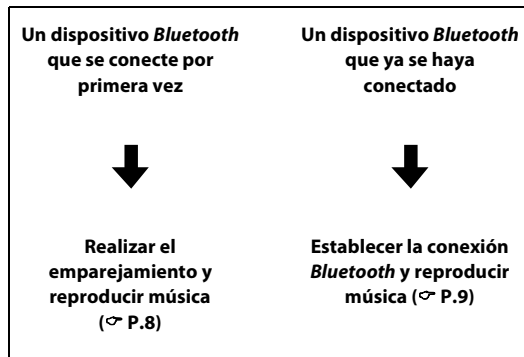 Un dispositivo Bluetooth
que se conecte por
primera vez
Realizar el
emparejamiento y
reproducir música
(☞ P.8)
Un dispositivo Bluetooth
que ya se haya
conectado
Establecer la conexión
Bluetooth y reproducir
música (☞ P.9)